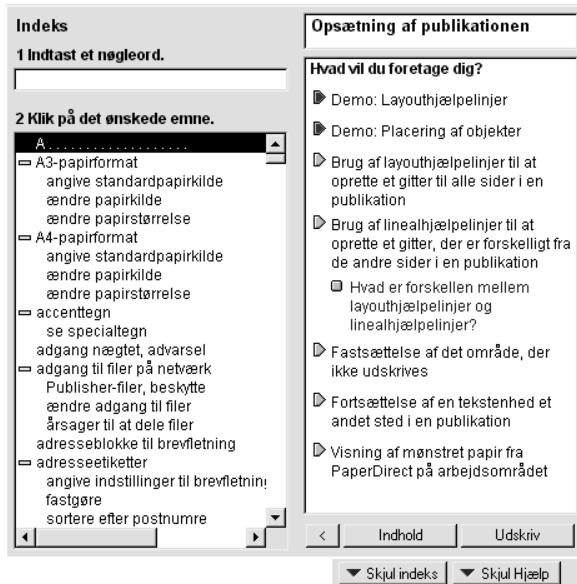 Indeks
1 Indtast et nøgleord.
2 Klik på det ønskede emne.
A . . . . . . . . . . . . . . . . . . .
A3-papirformat
angive standardpapirkilde
ændre papirkilde
ændre papirstørrelse
A4-papirformat
angive standardpapirkilde
ændre papirkilde
ændre papirstørrelse
accenttegn
se specialtegn
adgang nægtet, advarsel
adgang til filer på netværk
Publisher-filer, beskytte
ændre adgang til filer
årsager til at dele filer
adresseblokke til brevfletning
adresseetiketter
angive indstillinger til brevfletning
fastgøre
sortere efter postnumre
Opsætning af publikationen
Hvad vil du foretage dig?
Demo: Layouthjælpelinjer
Demo: Placering af objekter
Brug af layouthjælpelinjer til at
oprette et gitter til alle sider i en
publikation
Brug af linealhjælpelinjer til at
oprette et gitter, der er forskelligt fra
de andre sider i en publikation
Hvad er forskellen mellem
layouthjælpelinjer og
linealhjælpelinjer?
Fastsættelse af det område, der
ikke udskrives
Fortsættelse af en tekstenhed et
andet sted i en publikation
Visning af mønstret papir fra
PaperDirect på arbejdsområdet
< Indhold Udskriv
Skjul indeks Skjul Hjælp